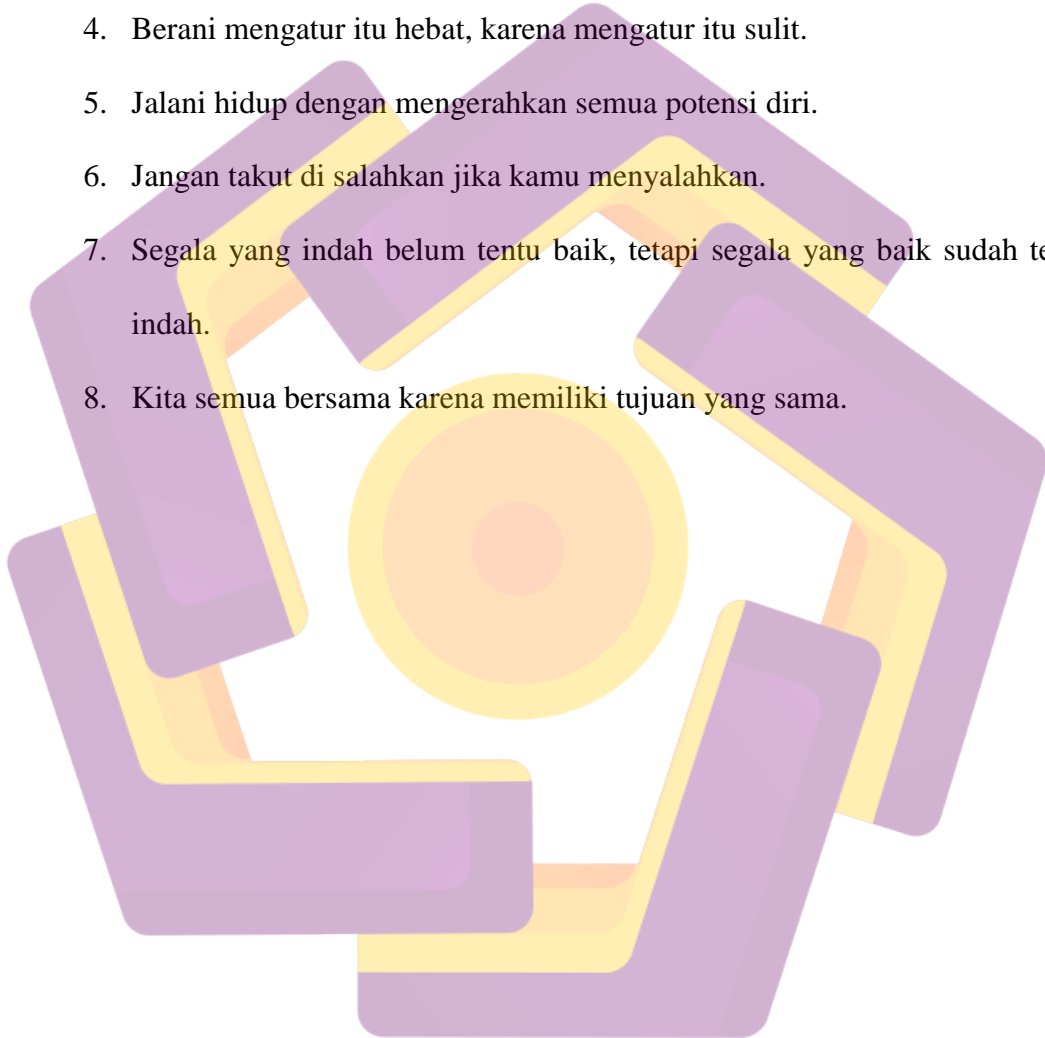 4. Berani mengatur itu hebat, karena mengatur itu sulit.
5. Jalani hidup dengan mengerahkan semua potensi diri.
6. Jangan takut di salahkan jika kamu menyalahkan.
7. Segala yang indah belum tentu baik, tetapi segala yang baik sudah
indah.
8. Kita semua bersama karena memiliki tujuan yang sama.